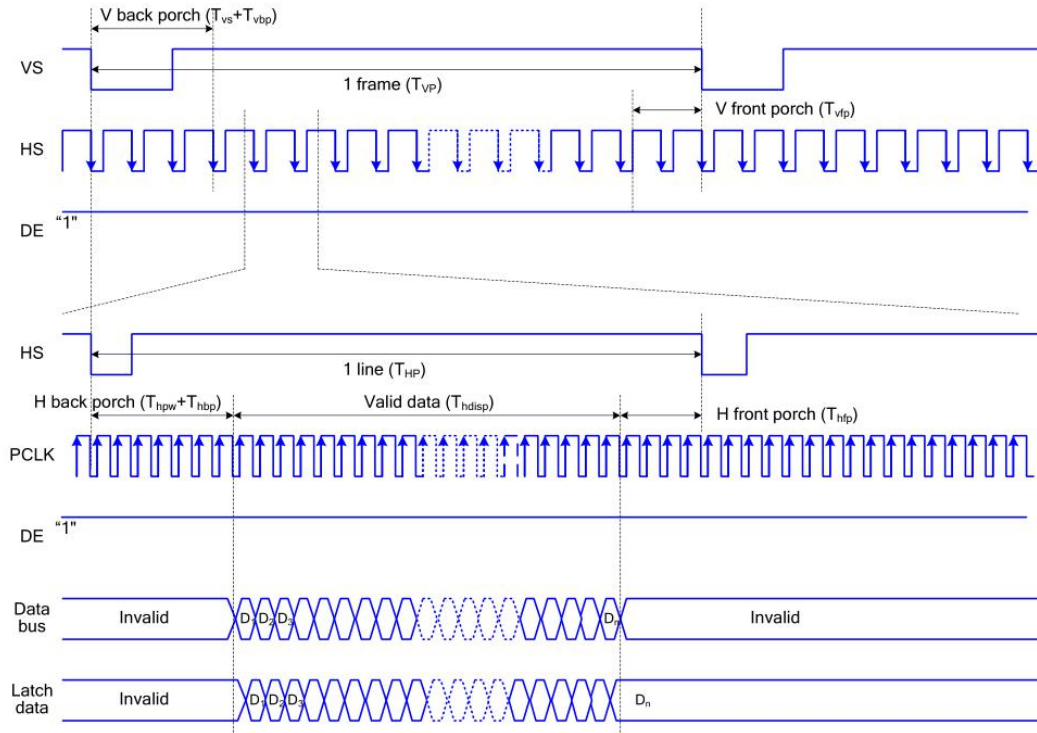 V back porch (Tvs+Tvbp)
VS
1 frame (TVP)
V front porch (Tvfp)
HS
"1"
DE
HS
1 line (THP)
H back porch (Thpw+Thbp)
Valid data (Thdisp)
H front porch (Thfp)
PCLK
"1"
DE
Data
bus
Invalid
D1 D2 D3
Dn
Invalid
Latch
data
Invalid
D1 D2 D3
Dn